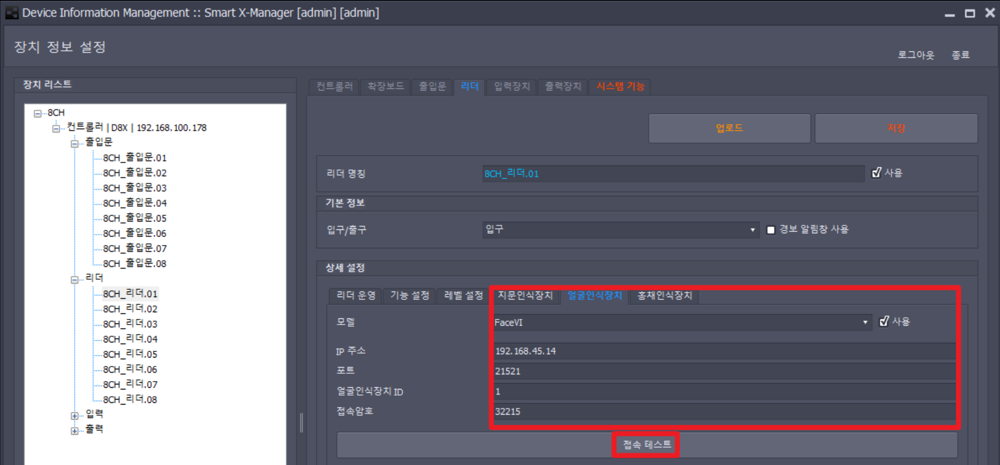 Device Information Management :: Smart X-Manager [admin] [admin]
장치 정보 설정
로그아웃 종료
장치 리스트
8CH
컨트롤러 | D8X | 192.168.100.178
출입문
8CH_출입문.01
8CH_출입문.02
8CH_출입문.03
8CH_출입문.04
8CH_출입문.05
8CH_출입문.06
8CH_출입문.07
8CH_출입문.08
리더
8CH_리더.01
8CH_리더.02
8CH_리더.03
8CH_리더.04
8CH_리더.05
8CH_리더.06
8CH_리더.07
8CH_리더.08
입력
출력
컨트롤러 확장보드 출입문 리더 입력장치 출력장치 시스템 기능
업로드 저장
리더 명칭 8CH_리더.01 사용
기본 정보
입구/출구 입구 경보 알림창 사용
상세 설정
리더 운영 기능 설정 레벨 설정 지문인식장치 얼굴인식장치 홍채인식장치
모델 FaceVI 사용
IP 주소 192.168.45.14
포트 21521
얼굴인식장치 ID 1
접속암호 32215
접속 테스트